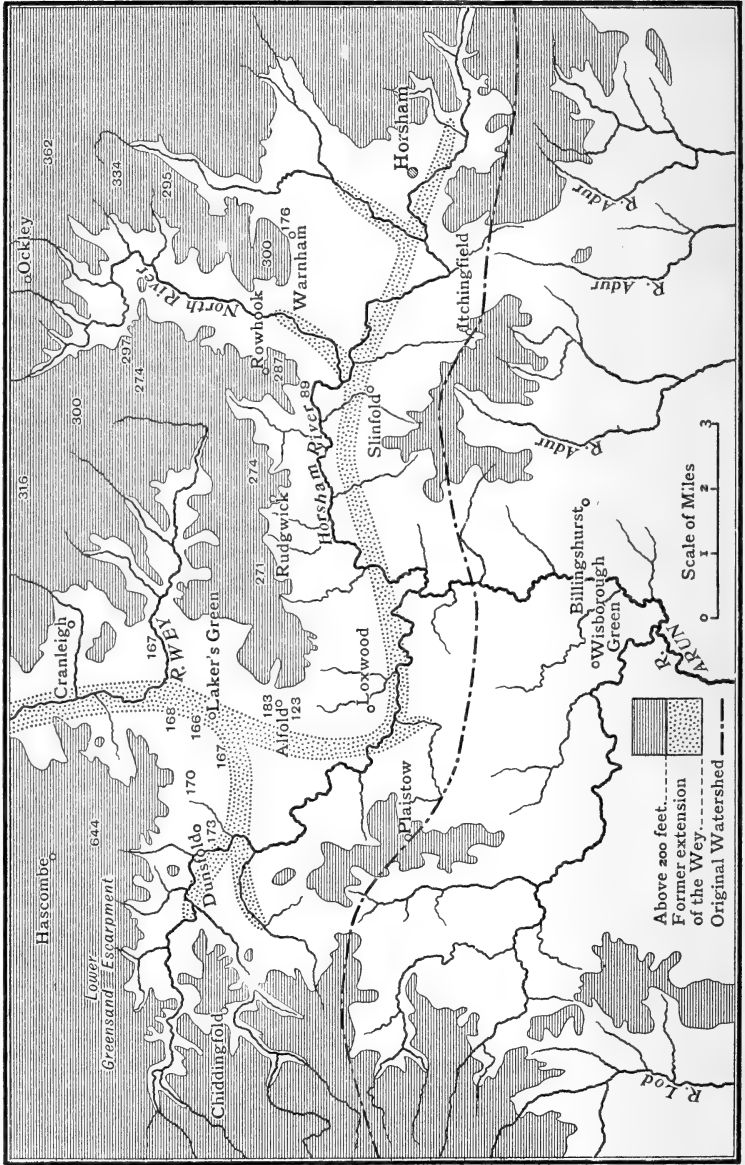 Hascombe
Cranleigh
316
Ockley
362
300
644
Lower
Greensand Escarpment
334
297
274
295
167
R. WEY
North River
168
170
166
Laker's Green
Dunsfold
173
167
Chiddingfold
274
271
Rudgwick
Rowhook
287
300
176
Warnham
183
Alfold
123
Horsham River
89
Loxwood
Slinfold
Horsham
Plaistow
Itchingfield
R. Adur
R. Adur
R. Adur
Billingshurst
Wisborough
Green
R. ARUN
R. Lod
Above 200 feet
Former extension
of the Wey
Original Watershed
Scale of Miles
0 1 2 3